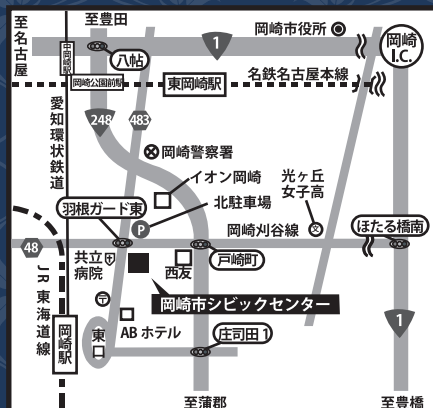 至豊田
至名古屋
岡崎市役所
岡崎
I.C.
1
中岡崎駅
八帖
岡崎公園前駅
東岡崎駅
名鉄名古屋本線
愛知環状鉄道
248
483
岡崎警察署
イオン岡崎
光ヶ丘
女子高
羽根ガード東
P
北駐車場
岡崎刈谷線
文
ほたる橋南
48
共立
病院
西友
戸崎町
JR東海道線
岡崎市シビックセンター
岡崎駅
東口
ABホテル
庄司田1
1
至蒲郡
至豊橋